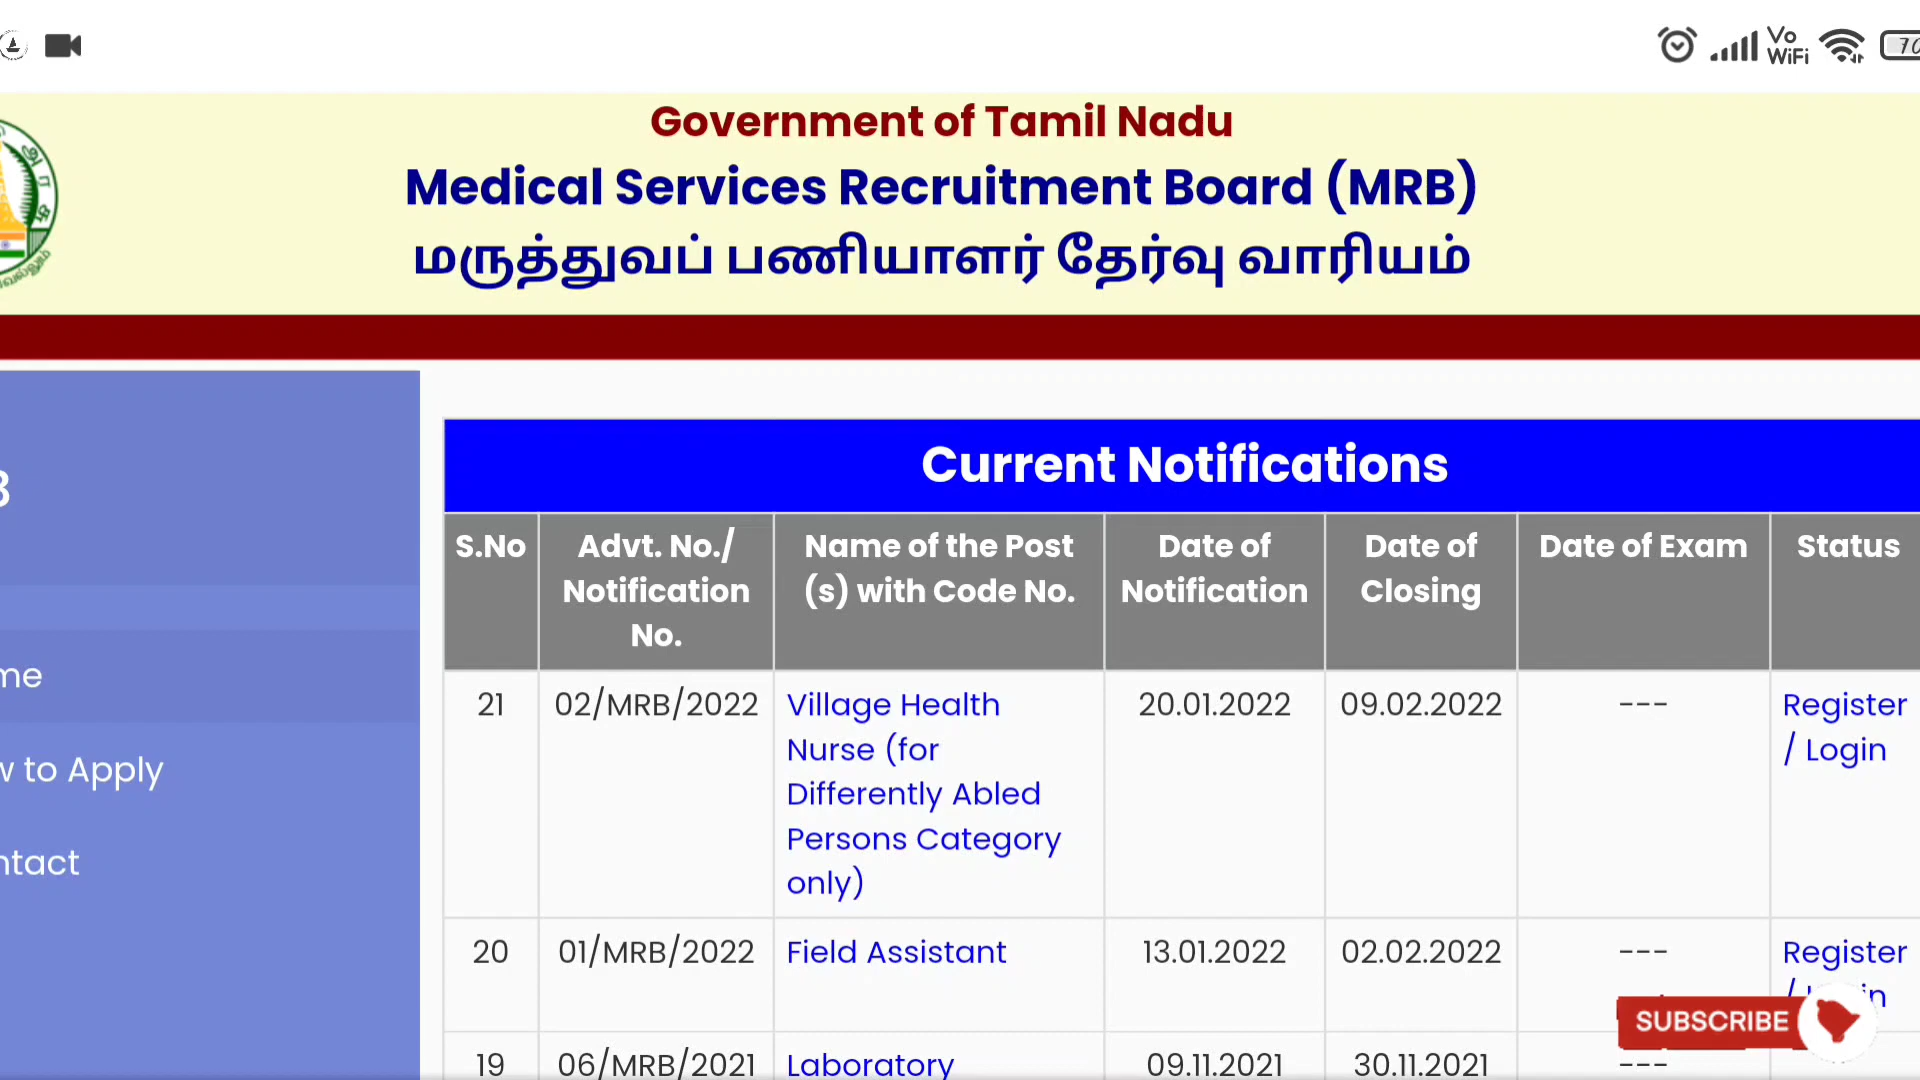 Vo
WiFi
Government of Tamil Nadu
Medical Services Recruitment Board (MRB)
மருத்துவப் பணியாளர் தேர்வு வாரியம்
Current Notifications
S.No
Advt. No./
Notification
No.
Name of the Post
(s) with Code No.
Date of
Notification
Date of
Closing
Date of Exam
Status
me
w to Apply
ntact
21
02/MRB/2022
Village Health
Nurse (for
Differently Abled
Persons Category
only)
20.01.2022
09.02.2022
---
Register
/ Login
20
01/MRB/2022
Field Assistant
13.01.2022
02.02.2022
---
Register
19
06/MRB/2021
Laboratory
09.11.2021
30.11.2021
---
SUBSCRIBE